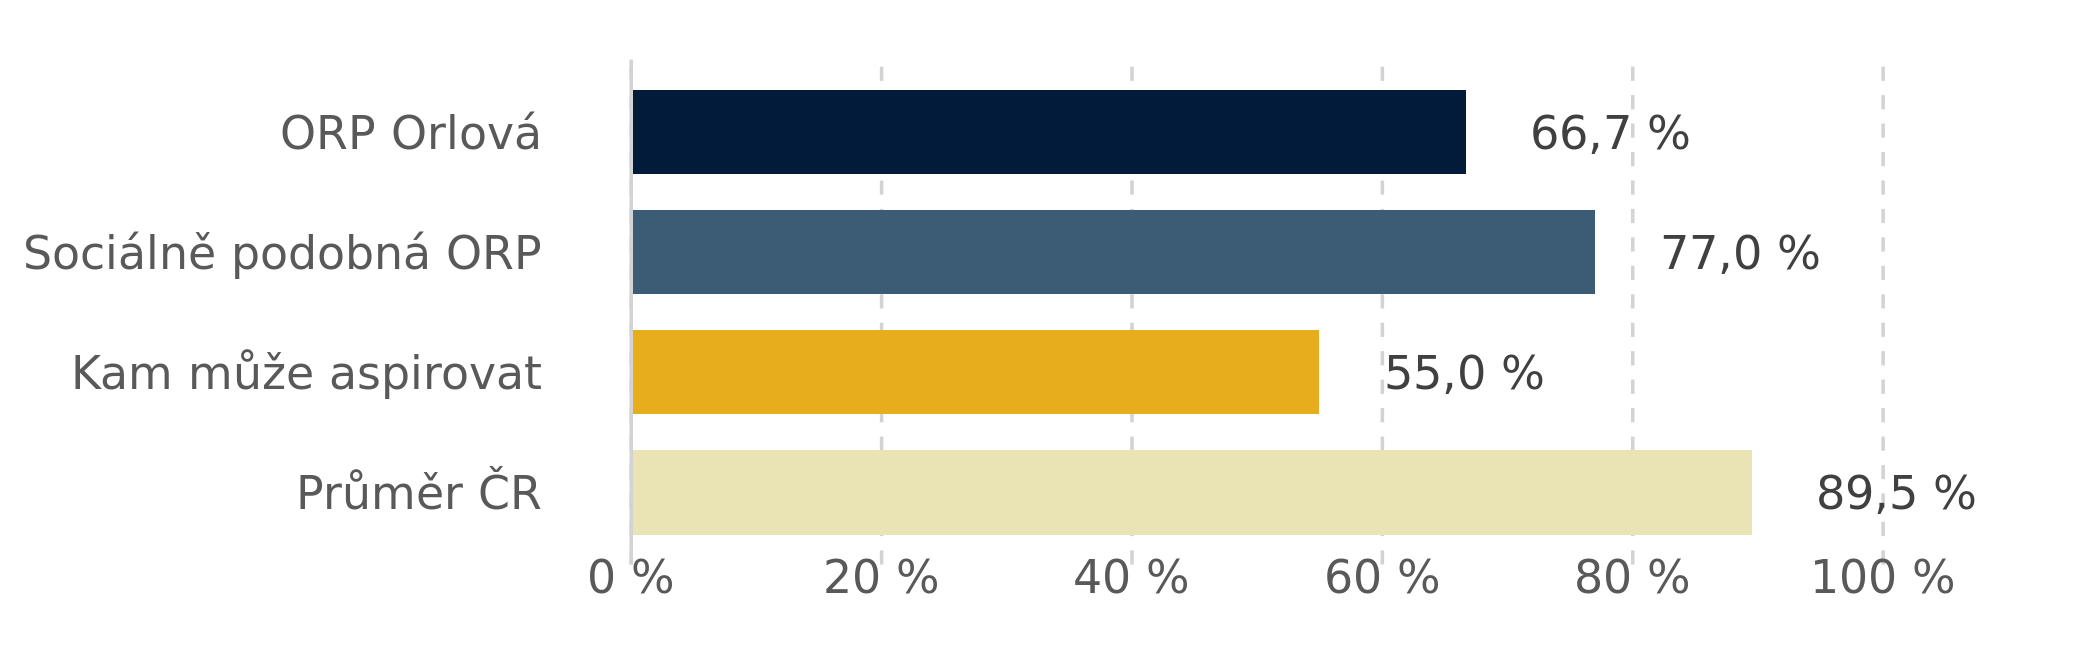 ORP Orlová 66,7 %
Sociálně podobná ORP 77,0 %
Kam může aspirovat 55,0 %
Průměr ČR 89,5 %
0 % 20 % 40 % 60 % 80 % 100 %